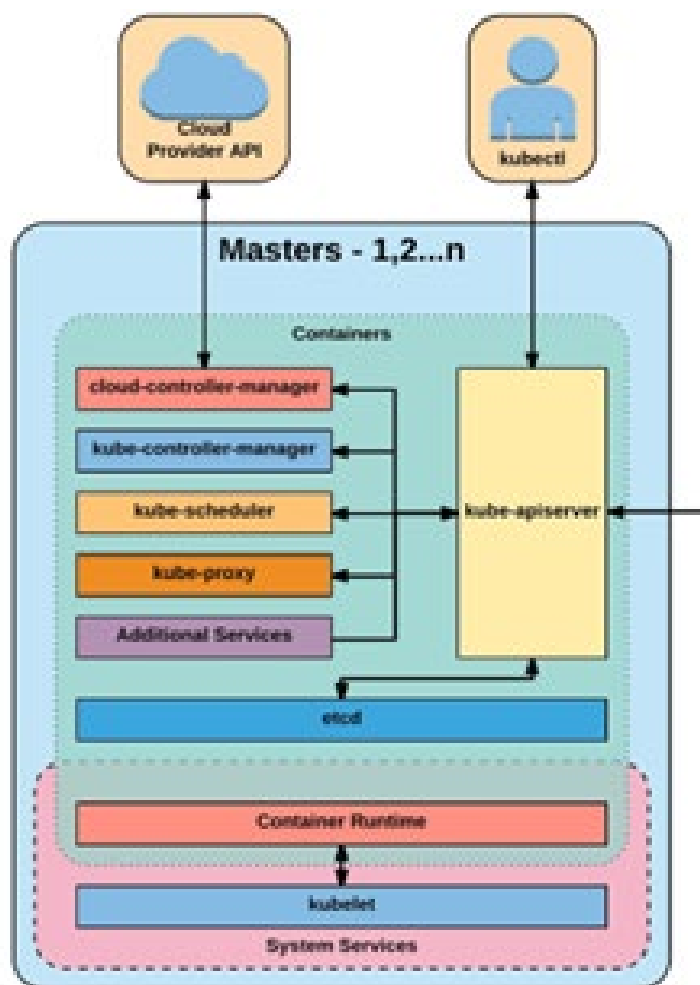 Cloud
Provider API
kubectl
Masters - 1,2...n
Containers
cloud-controller-manager
kube-controller-manager
kube-scheduler
kube-proxy
Additional Services
kube-apiserver
etcd
Container Runtime
kubelet
System Services